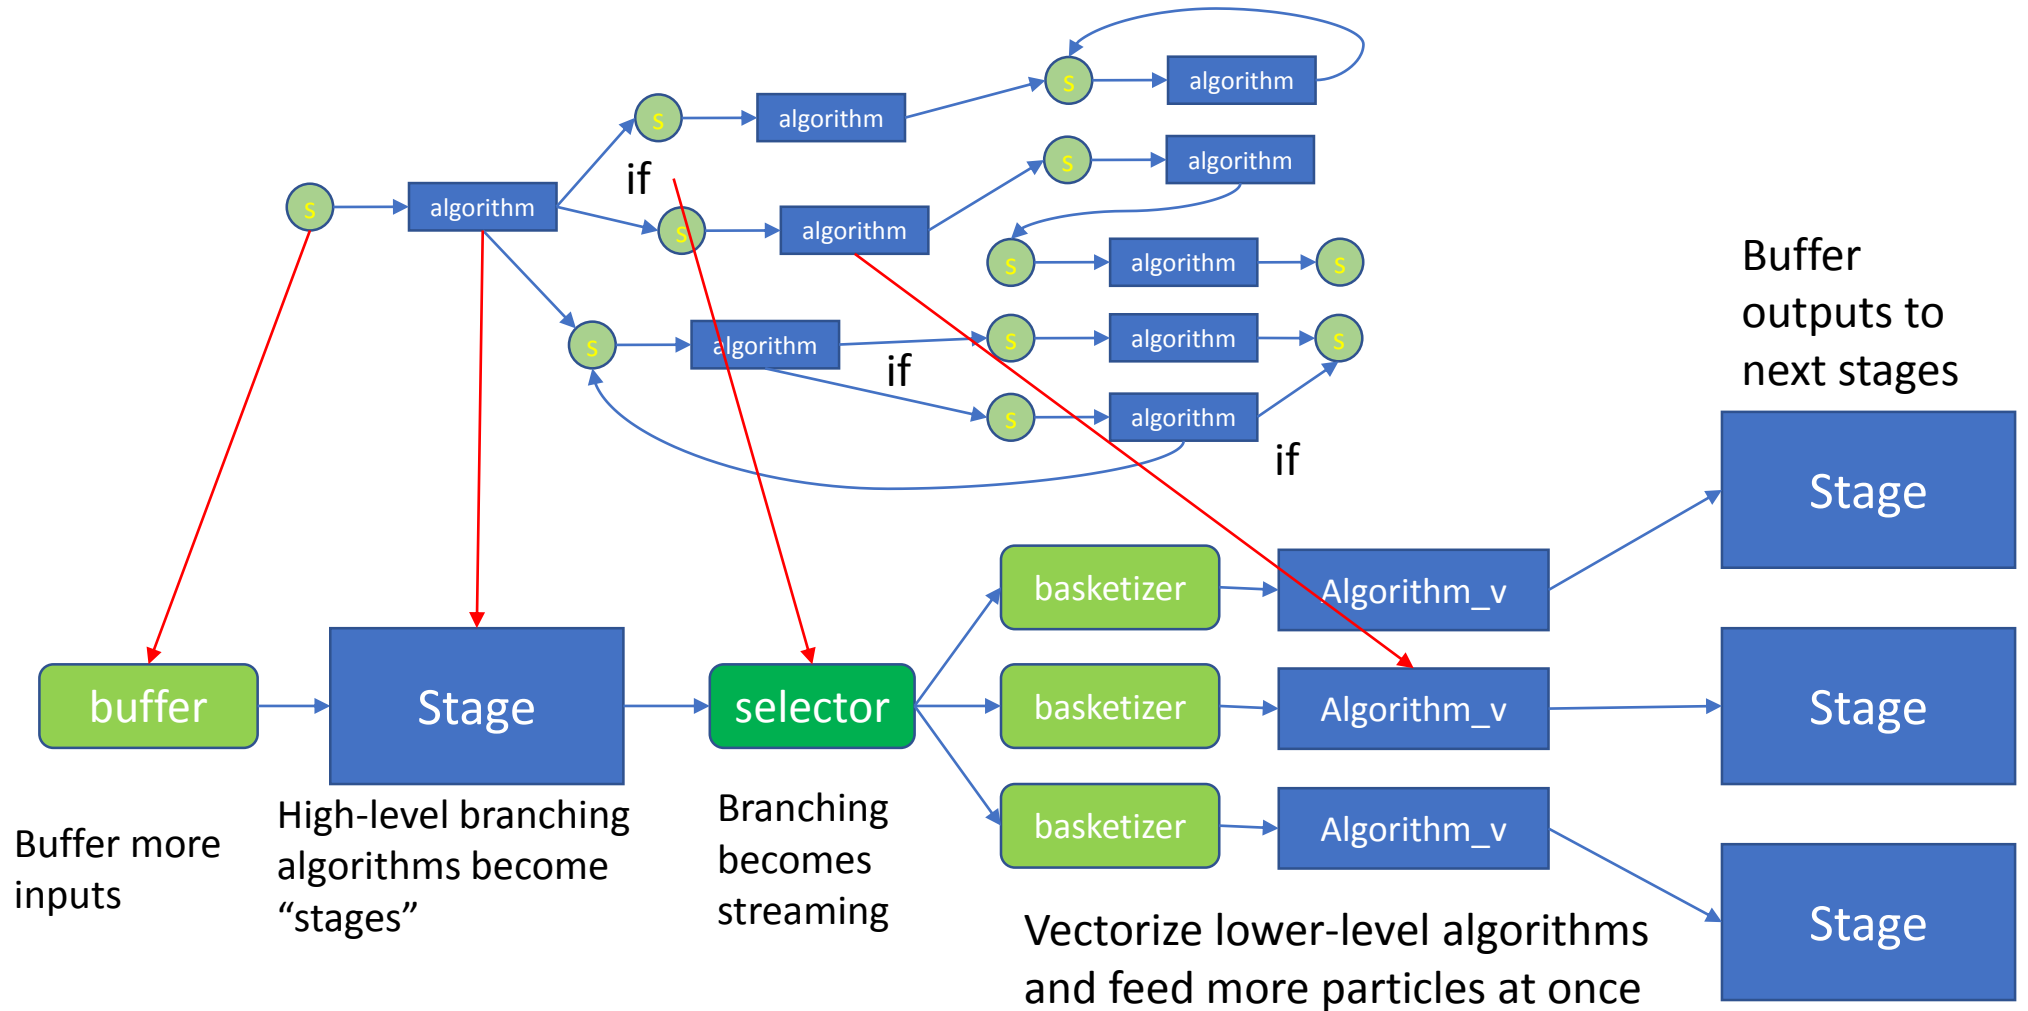 s
algorithm
s
algorithm
if
s
algorithm
s
algorithm
s
algorithm
s
algorithm
s
algorithm
s
s
algorithm
if
s
algorithm
s
s
algorithm
if
Buffer
outputs to
next stages
Stage
basketizer
Algorithm_v
buffer
Stage
selector
basketizer
Algorithm_v
Stage
basketizer
Algorithm_v
Stage
Buffer more
inputs
High-level branching
algorithms become
“stages”
Branching
becomes
streaming
Vectorize lower-level algorithms
and feed more particles at once